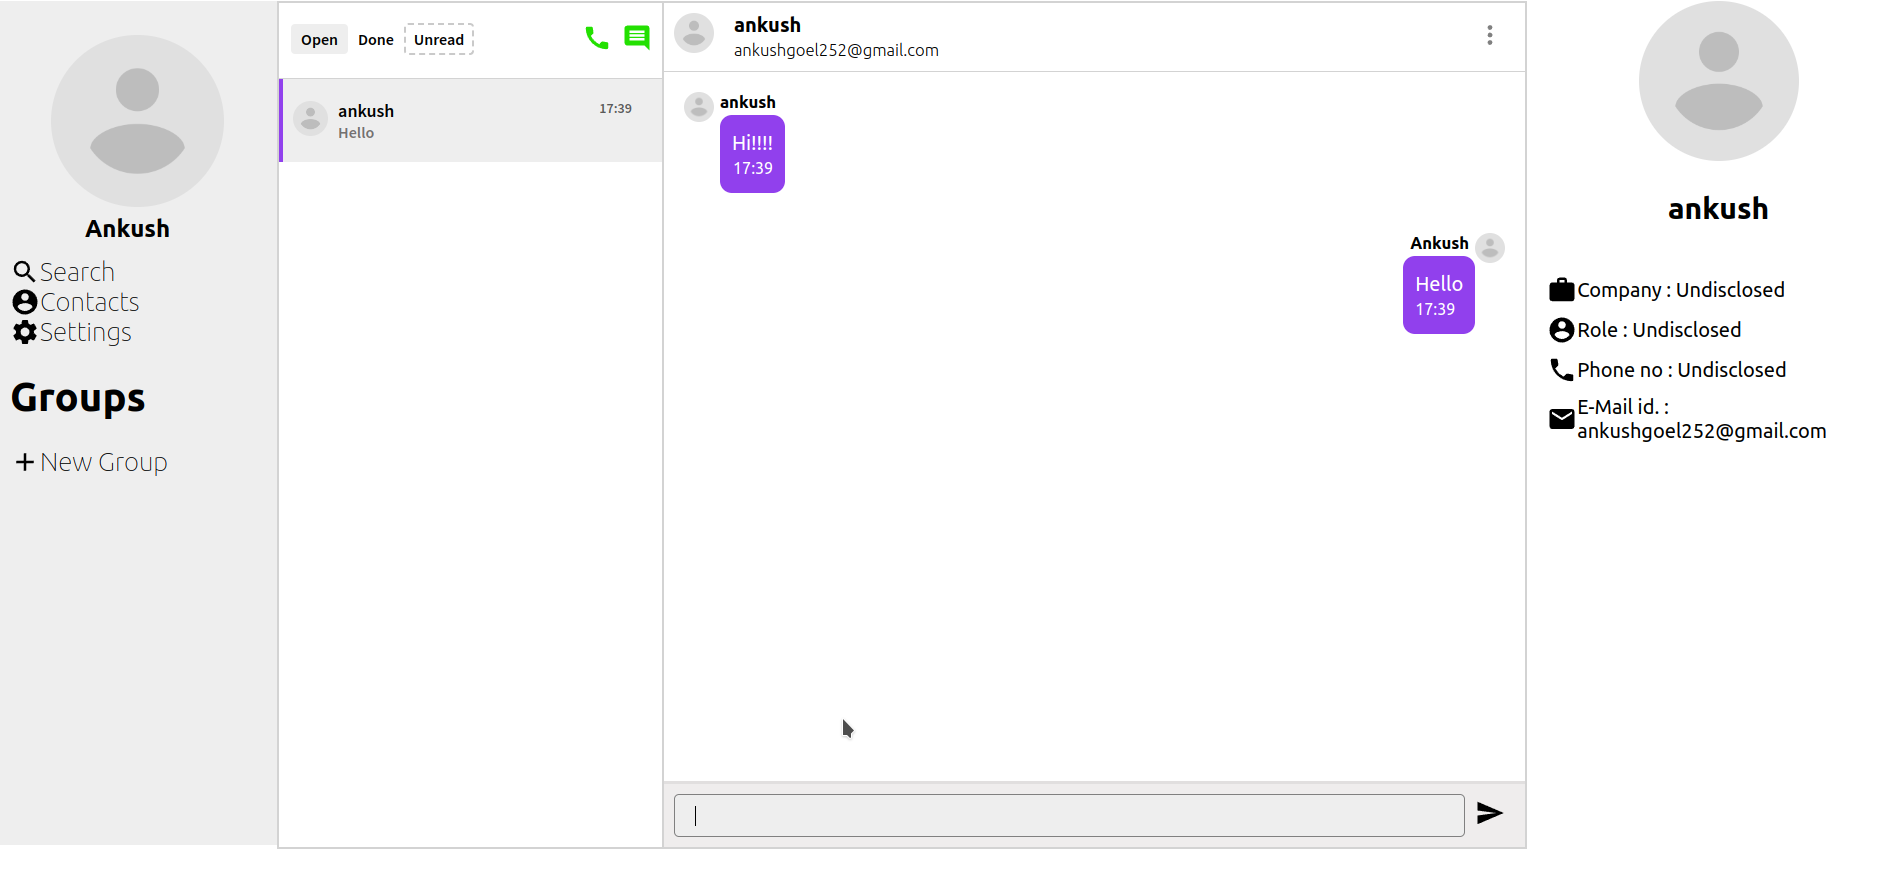 Ankush
Search
Contacts
Settings
Groups
New Group
Open Done Unread
ankush 17:39
Hello
ankush
ankushgoel252@gmail.com
ankush
Hi!!!!
17:39
Ankush
Hello
17:39
ankush
Company : Undisclosed
Role : Undisclosed
Phone no : Undisclosed
E-Mail id. :
ankushgoel252@gmail.com